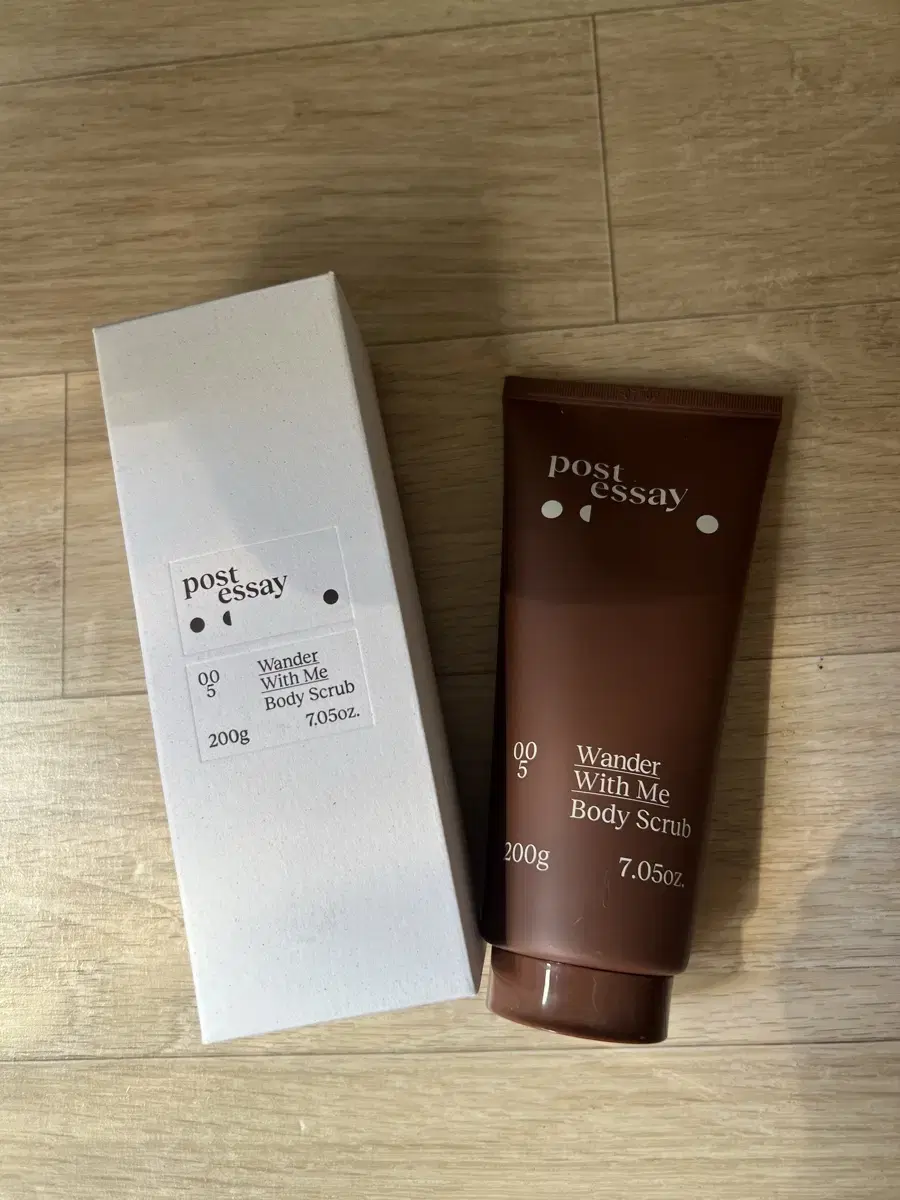 post
essay
00
5
Wander
With Me
Body Scrub
200g
7.05oz.
post
essay
00
5
Wander
With Me
Body Scrub
200g
7.05oz.